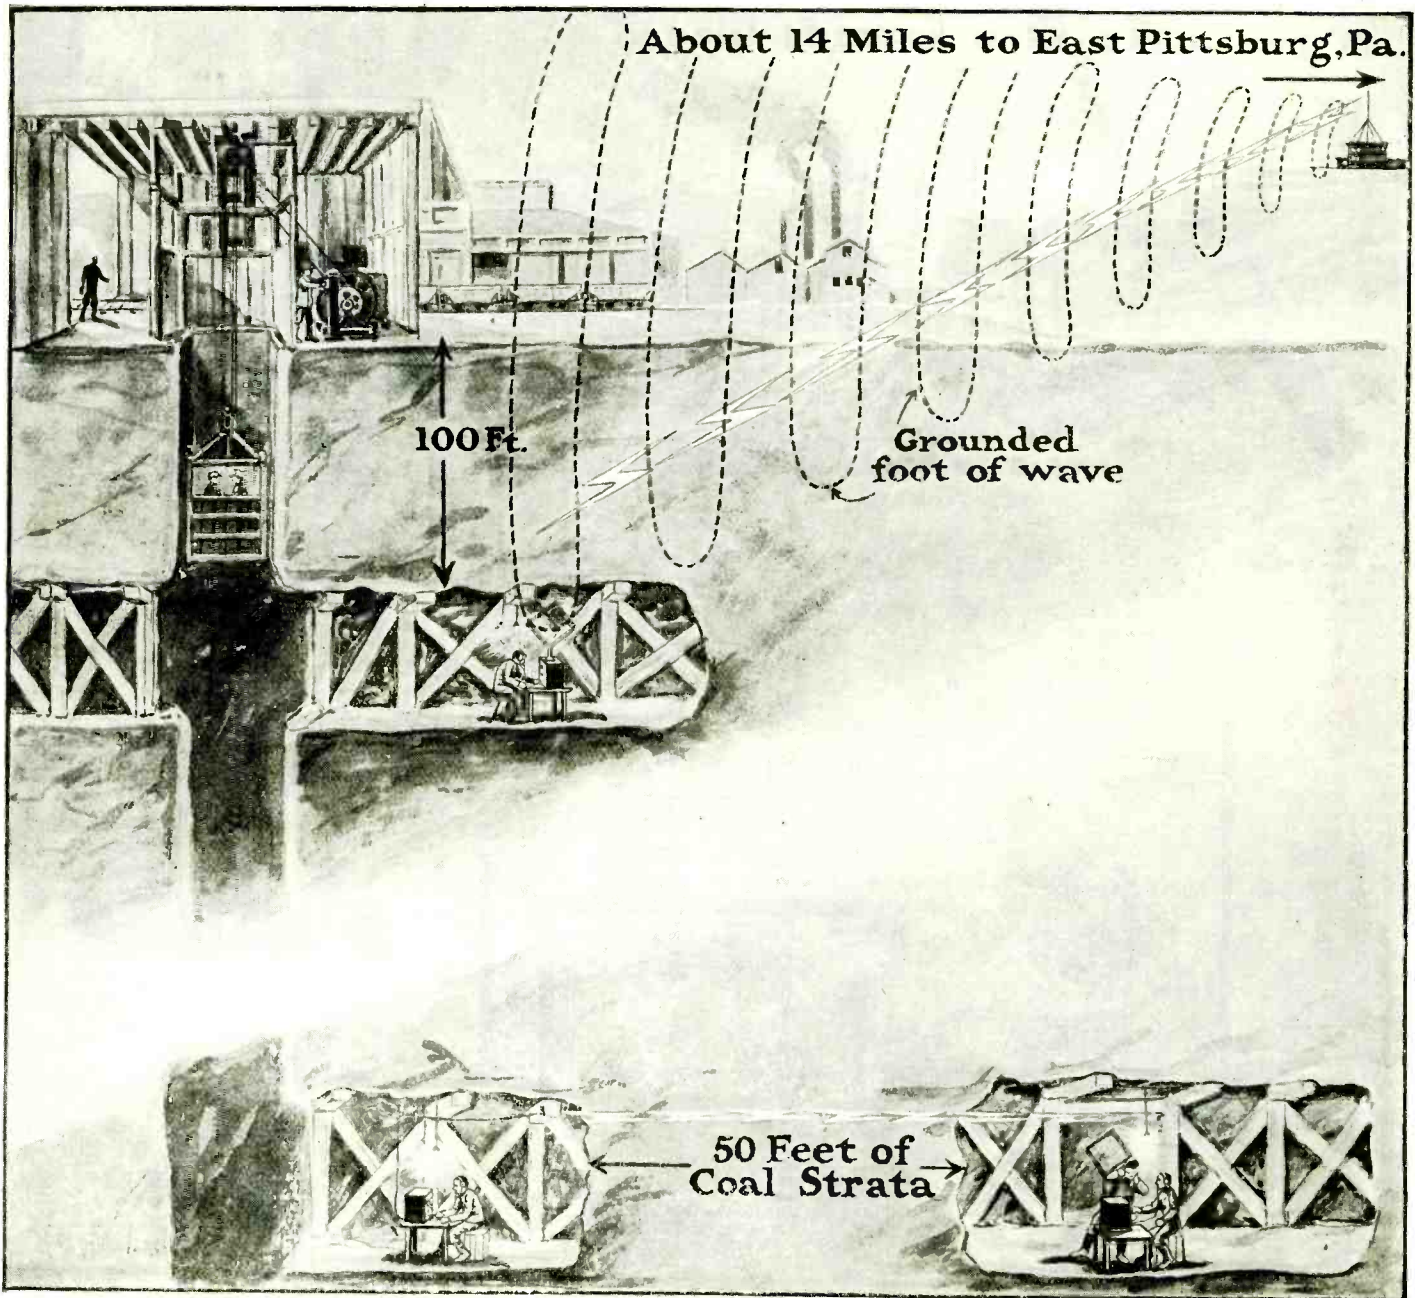 About 14 Miles to East Pittsburg, Pa.
100 Ft.
Grounded
foot of wave
50 Feet of
Coal Strata